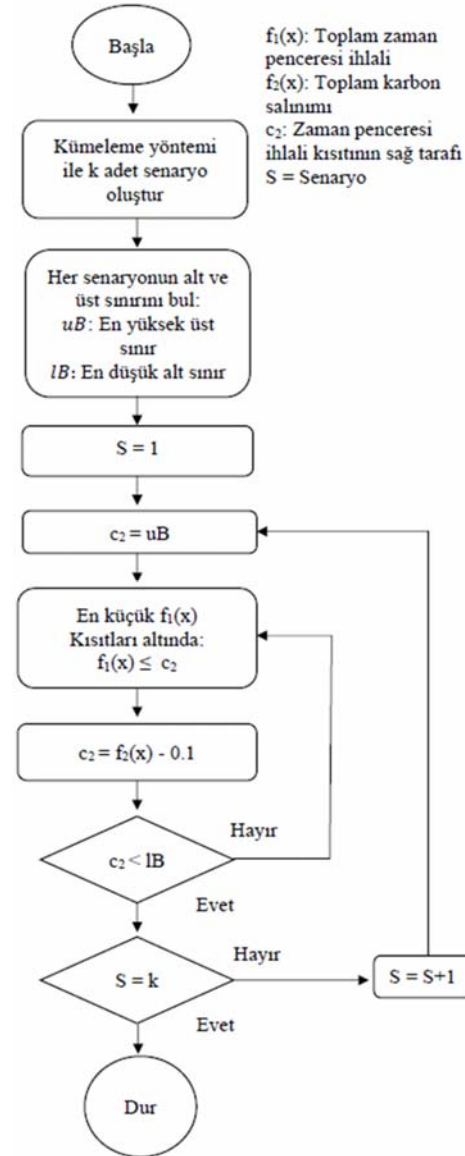 Başla
f₁(x): Toplam zaman
penceresi ihlali
f₂(x): Toplam karbon
salınımı
c₂: Zaman penceresi
ihlali kısıtının sağ tarafı
S = Senaryo
Kümeleme yöntemi
ile k adet senaryo
oluştur
Her senaryonun alt ve
üst sınırını bul:
uB: En yüksek üst
sınır
lB: En düşük alt sınır
S = 1
c₂ = uB
En küçük f₁(x)
Kısıtları altında:
f₁(x) ≤ c₂
c₂ = f₂(x) - 0.1
Hayır
c₂ < lB
Evet
Hayır
S = k
S = S+1
Evet
Dur